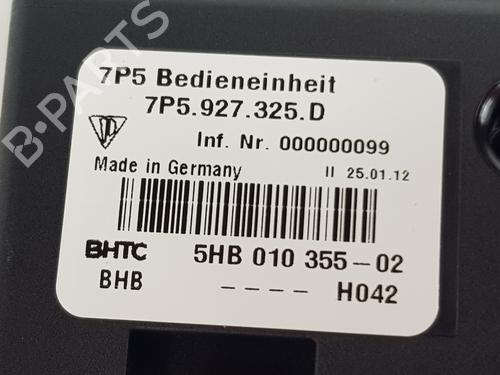 7P5 Bedieneinheit
7P5.927.325.D
Inf. Nr. 000000099
Made in Germany II 25.01.12
BHTC 5HB 010 355-02
BHB ---- H042
B-PARTS